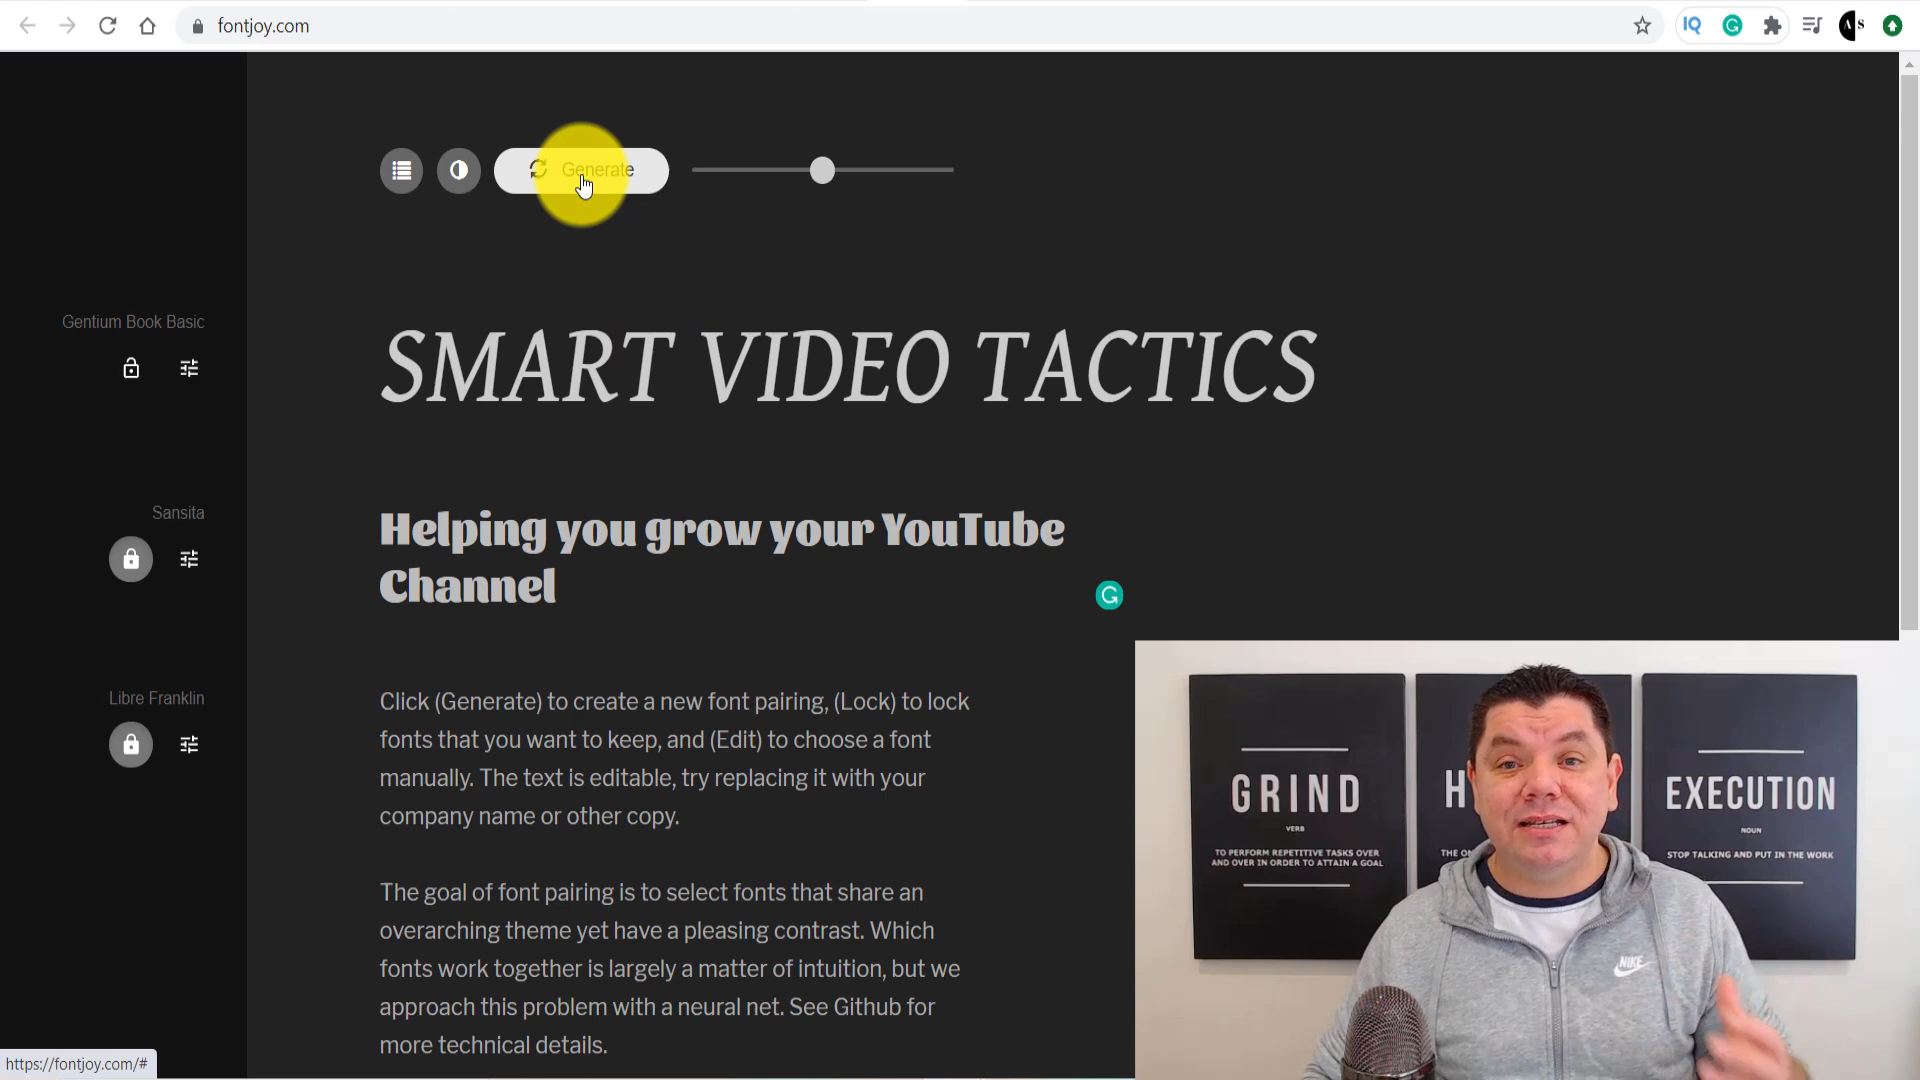 fontjoy.com
IQ
A S
Generate
Gentium Book Basic
SMART VIDEO TACTICS
Sansita
Helping you grow your YouTube
Channel
Libre Franklin
Click (Generate) to create a new font pairing, (Lock) to lock
fonts that you want to keep, and (Edit) to choose a font
manually. The text is editable, try replacing it with your
company name or other copy.
The goal of font pairing is to select fonts that share an
overarching theme yet have a pleasing contrast. Which
fonts work together is largely a matter of intuition, but we
approach this problem with a neural net. See Github for
more technical details.
GRIND
VERB
TO PERFORM REPETITIVE TASKS OVER
AND OVER IN ORDER TO ATTAIN A GOAL
H
THE
EXECUTION
NOUN
STOP TALKING AND PUT IN THE WORK
NIKE
https://fontjoy.com/#